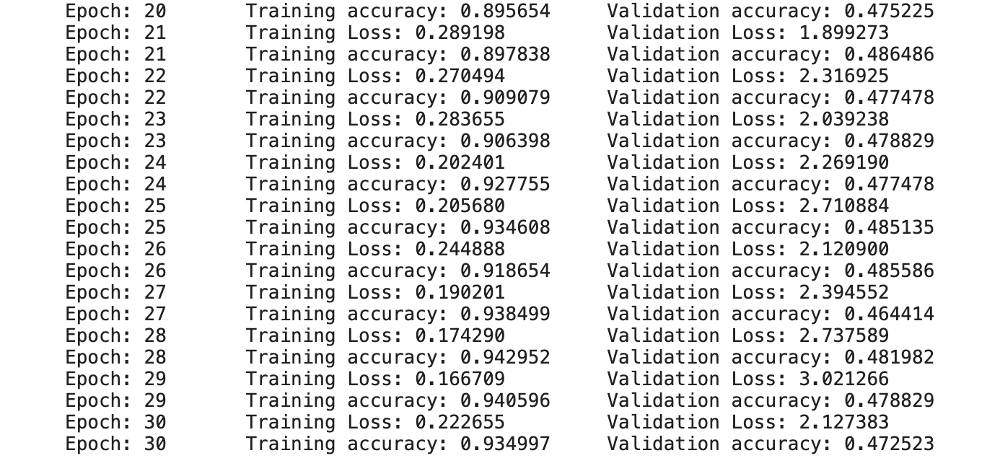 Epoch: 20 Training accuracy: 0.895654 Validation accuracy: 0.475225
Epoch: 21 Training Loss: 0.289198 Validation Loss: 1.899273
Epoch: 21 Training accuracy: 0.897838 Validation accuracy: 0.486486
Epoch: 22 Training Loss: 0.270494 Validation Loss: 2.316925
Epoch: 22 Training accuracy: 0.909079 Validation accuracy: 0.477478
Epoch: 23 Training Loss: 0.283655 Validation Loss: 2.039238
Epoch: 23 Training accuracy: 0.906398 Validation accuracy: 0.478829
Epoch: 24 Training Loss: 0.202401 Validation Loss: 2.269190
Epoch: 24 Training accuracy: 0.927755 Validation accuracy: 0.477478
Epoch: 25 Training Loss: 0.205680 Validation Loss: 2.710884
Epoch: 25 Training accuracy: 0.934608 Validation accuracy: 0.485135
Epoch: 26 Training Loss: 0.244888 Validation Loss: 2.120900
Epoch: 26 Training accuracy: 0.918654 Validation accuracy: 0.485586
Epoch: 27 Training Loss: 0.190201 Validation Loss: 2.394552
Epoch: 27 Training accuracy: 0.938499 Validation accuracy: 0.464414
Epoch: 28 Training Loss: 0.174290 Validation Loss: 2.737589
Epoch: 28 Training accuracy: 0.942952 Validation accuracy: 0.481982
Epoch: 29 Training Loss: 0.166709 Validation Loss: 3.021266
Epoch: 29 Training accuracy: 0.940596 Validation accuracy: 0.478829
Epoch: 30 Training Loss: 0.222655 Validation Loss: 2.127383
Epoch: 30 Training accuracy: 0.934997 Validation accuracy: 0.472523